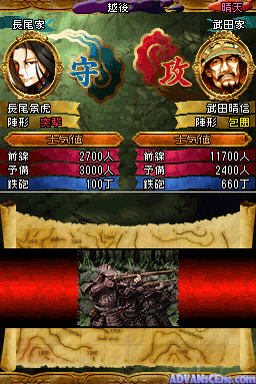 越後
晴天
長尾家
武田家
守
攻
長尾景虎
武田晴信
陣形 突撃
陣形 包囲
士気値
士気値
前線 2700人
前線 11700人
予備 3000人
予備 2400人
鉄砲 100丁
鉄砲 660丁
ADVANsCEne.com